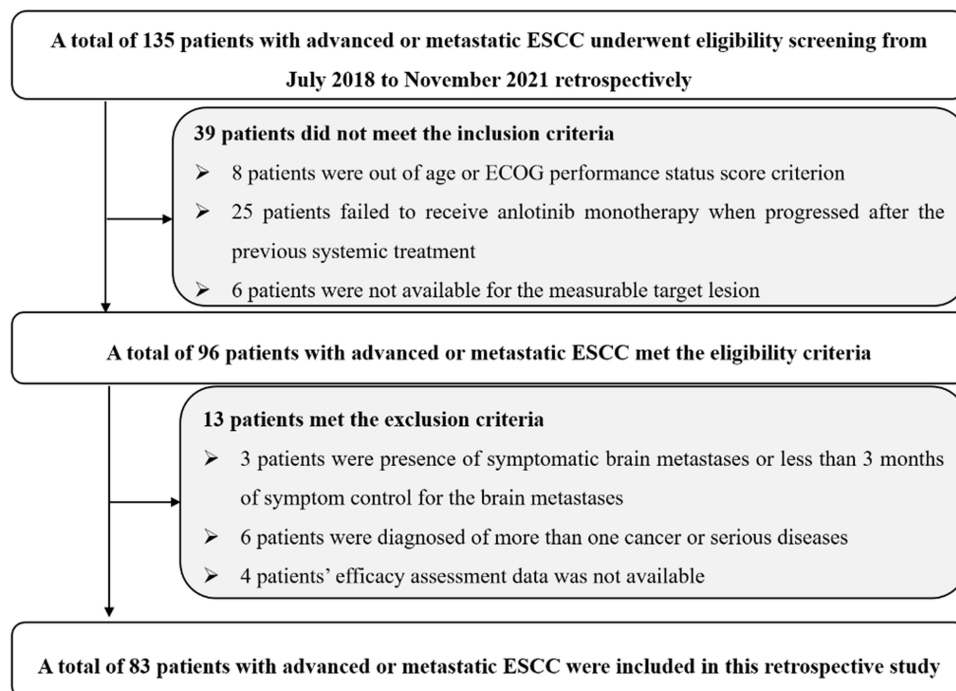 A total of 135 patients with advanced or metastatic ESCC underwent eligibility screening from
July 2018 to November 2021 retrospectively
39 patients did not meet the inclusion criteria
➢ 8 patients were out of age or ECOG performance status score criterion
➢ 25 patients failed to receive anlotinib monotherapy when progressed after the
previous systemic treatment
➢ 6 patients were not available for the measurable target lesion
A total of 96 patients with advanced or metastatic ESCC met the eligibility criteria
13 patients met the exclusion criteria
➢ 3 patients were presence of symptomatic brain metastases or less than 3 months
of symptom control for the brain metastases
➢ 6 patients were diagnosed of more than one cancer or serious diseases
➢ 4 patients’ efficacy assessment data was not available
A total of 83 patients with advanced or metastatic ESCC were included in this retrospective study